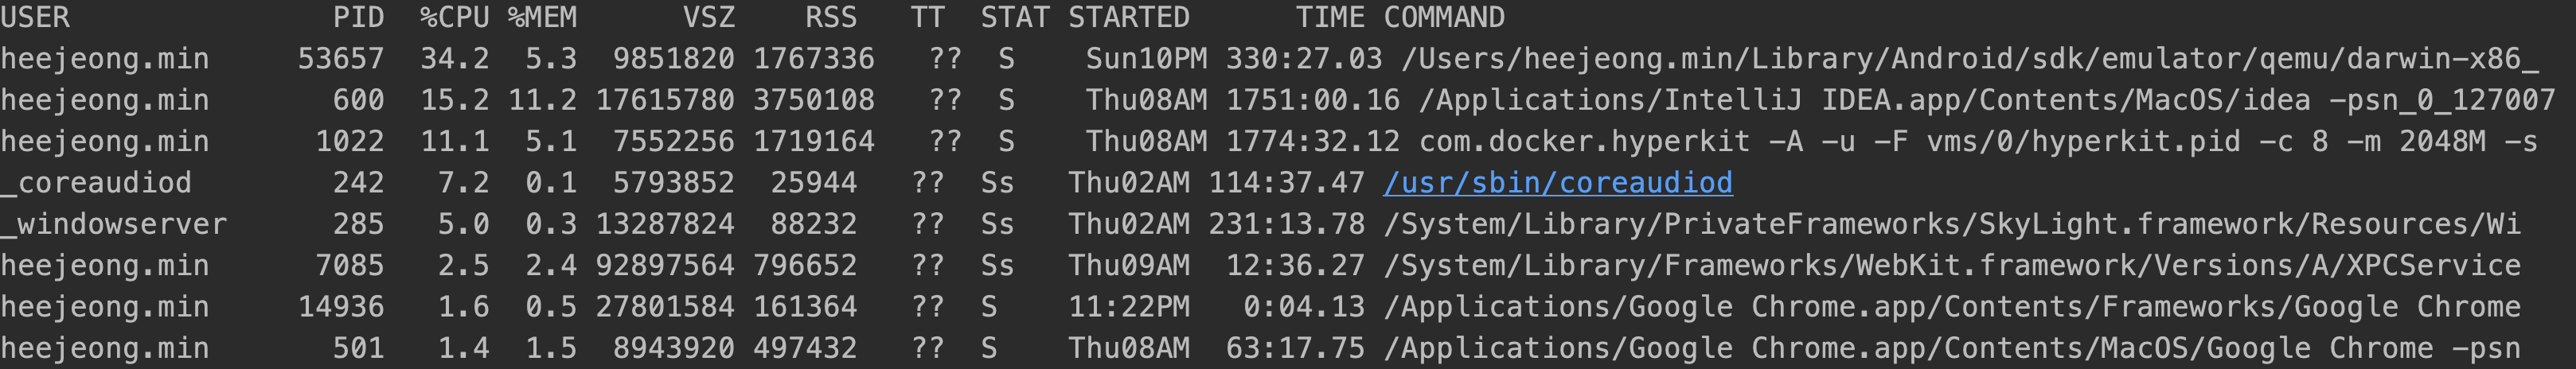 USER PID %CPU %MEM VSZ RSS TT STAT STARTED TIME COMMAND
heejeong.min 53657 34.2 5.3 9851820 1767336 ?? S Sun10PM 330:27.03 /Users/heejeong.min/Library/Android/sdk/emulator/qemu/darwin-x86_
heejeong.min 600 15.2 11.2 17615780 3750108 ?? S Thu08AM 1751:00.16 /Applications/IntelliJ IDEA.app/Contents/MacOS/idea -psn_0_127007
heejeong.min 1022 11.1 5.1 7552256 1719164 ?? S Thu08AM 1774:32.12 com.docker.hyperkit -A -u -F vms/0/hyperkit.pid -c 8 -m 2048M -s
_coreaudiod 242 7.2 0.1 5793852 25944 ?? Ss Thu02AM 114:37.47 /usr/sbin/coreaudiod
_windowserver 285 5.0 0.3 13287824 88232 ?? Ss Thu02AM 231:13.78 /System/Library/PrivateFrameworks/SkyLight.framework/Resources/Wi
heejeong.min 7085 2.5 2.4 92897564 796652 ?? Ss Thu09AM 12:36.27 /System/Library/Frameworks/WebKit.framework/Versions/A/XPCService
heejeong.min 14936 1.6 0.5 27801584 161364 ?? S 11:22PM 0:04.13 /Applications/Google Chrome.app/Contents/Frameworks/Google Chrome
heejeong.min 501 1.4 1.5 8943920 497432 ?? S Thu08AM 63:17.75 /Applications/Google Chrome.app/Contents/MacOS/Google Chrome -psn